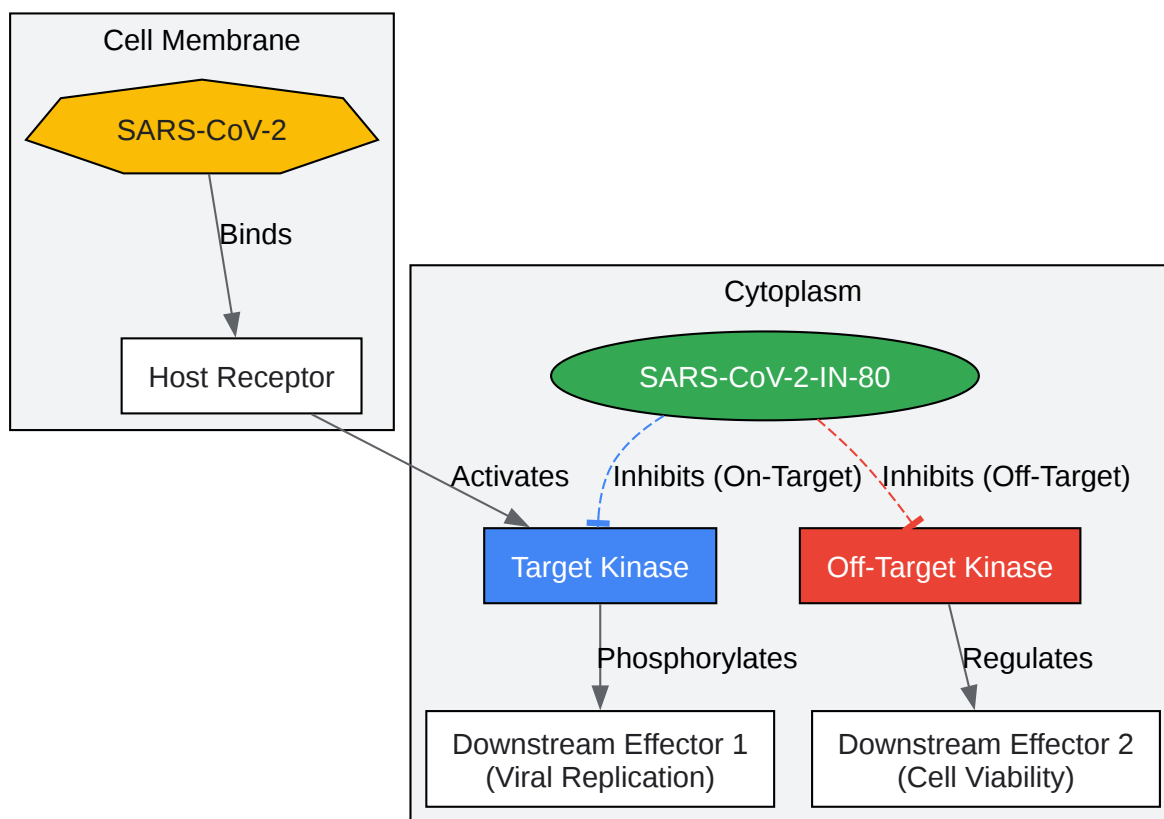 Cell Membrane
SARS-CoV-2
Binds
Host Receptor
Cytoplasm
SARS-CoV-2-IN-80
Activates
Inhibits (On-Target)
Inhibits (Off-Target)
Target Kinase
Off-Target Kinase
Phosphorylates
Regulates
Downstream Effector 1
(Viral Replication)
Downstream Effector 2
(Cell Viability)